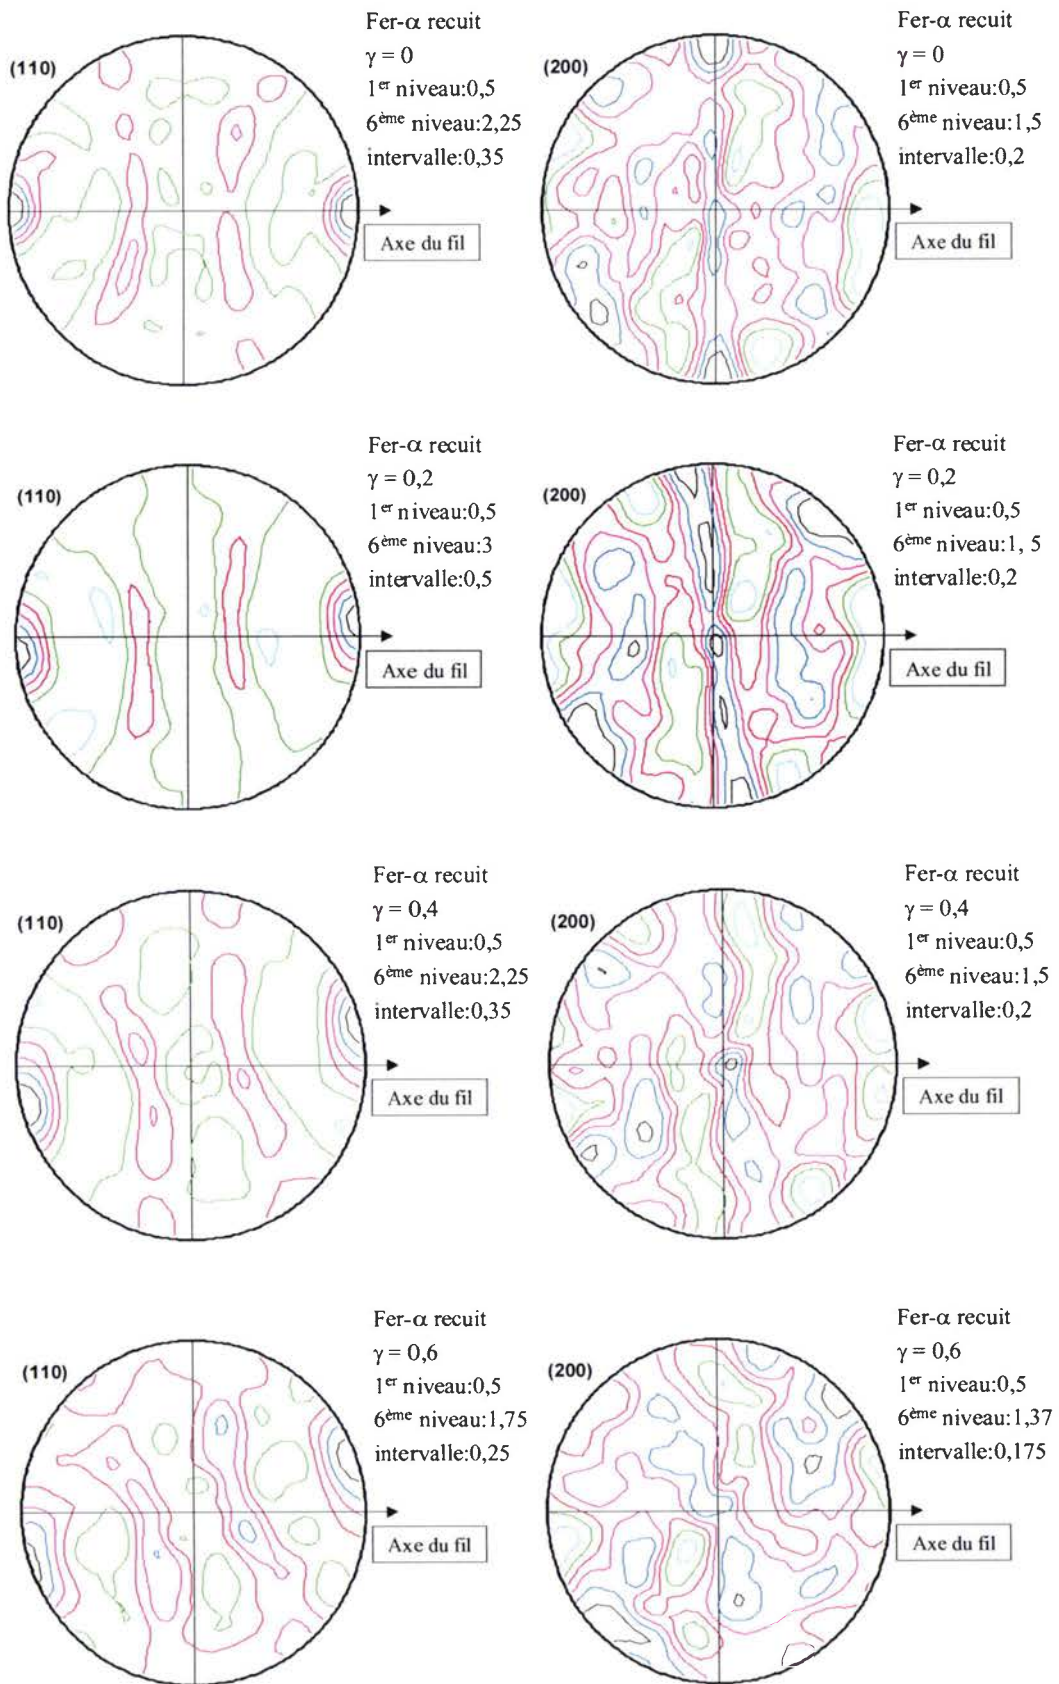 (110)
Fer-α recuit
γ = 0
1er niveau:0,5
6ème niveau:2,25
intervalle:0,35
Axe du fil
(200)
Fer-α recuit
γ = 0
1er niveau:0,5
6ème niveau:1,5
intervalle:0,2
Axe du fil
(110)
Fer-α recuit
γ = 0,2
1er niveau:0,5
6ème niveau:3
intervalle:0,5
Axe du fil
(200)
Fer-α recuit
γ = 0,2
1er niveau:0,5
6ème niveau:1, 5
intervalle:0,2
Axe du fil
(110)
Fer-α recuit
γ = 0,4
1er niveau:0,5
6ème niveau:2,25
intervalle:0,35
Axe du fil
(200)
Fer-α recuit
γ = 0,4
1er niveau:0,5
6ème niveau:1,5
intervalle:0,2
Axe du fil
(110)
Fer-α recuit
γ = 0,6
1er niveau:0,5
6ème niveau:1,75
intervalle:0,25
Axe du fil
(200)
Fer-α recuit
γ = 0,6
1er niveau:0,5
6ème niveau:1,37
intervalle:0,175
Axe du fil